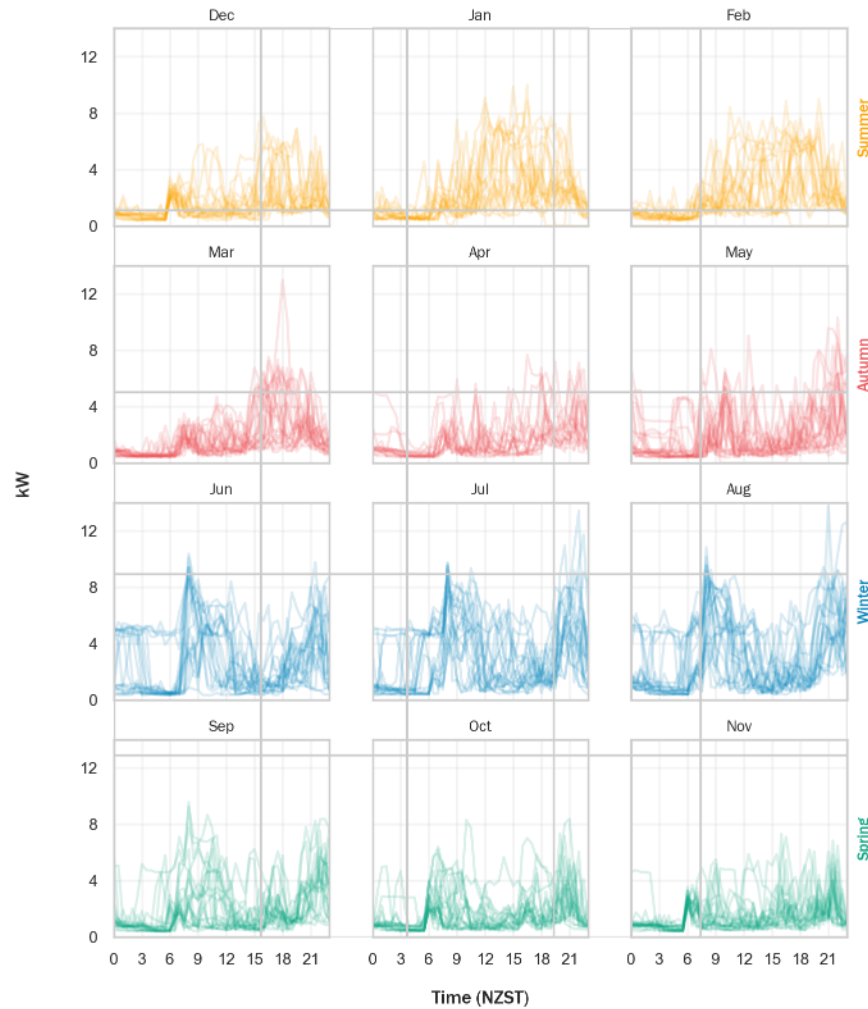 Dec Jan Feb
12
8
4
0
Summer
Mar Apr May
12
8
4
0
Autumn
kW
Jun Jul Aug
12
8
4
0
Winter
Sep Oct Nov
12
8
4
0
Spring
0 3 6 9 12 15 18 21 0 3 6 9 12 15 18 21 0 3 6 9 12 15 18 21
Time (NZST)